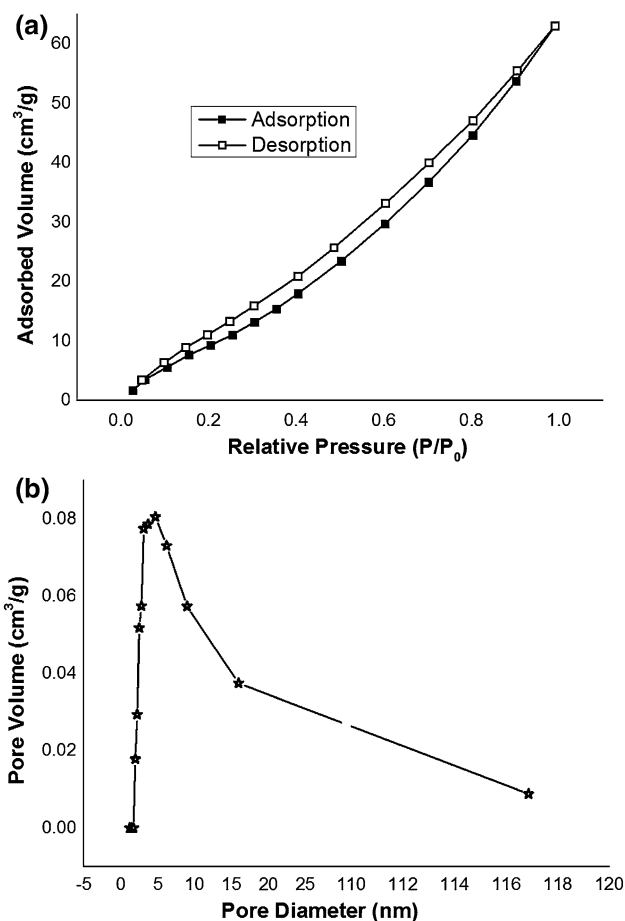 (a)
60
50
40
30
20
10
0
Adsorbed Volume (cm³/g)
Adsorption
Desorption
0.0 0.2 0.4 0.6 0.8 1.0
Relative Pressure (P/P₀)
(b)
0.08
0.06
0.04
0.02
0.00
Pore Volume (cm³/g)
-5 0 5 10 15 20 25 110 112 114 116 118 120
Pore Diameter (nm)